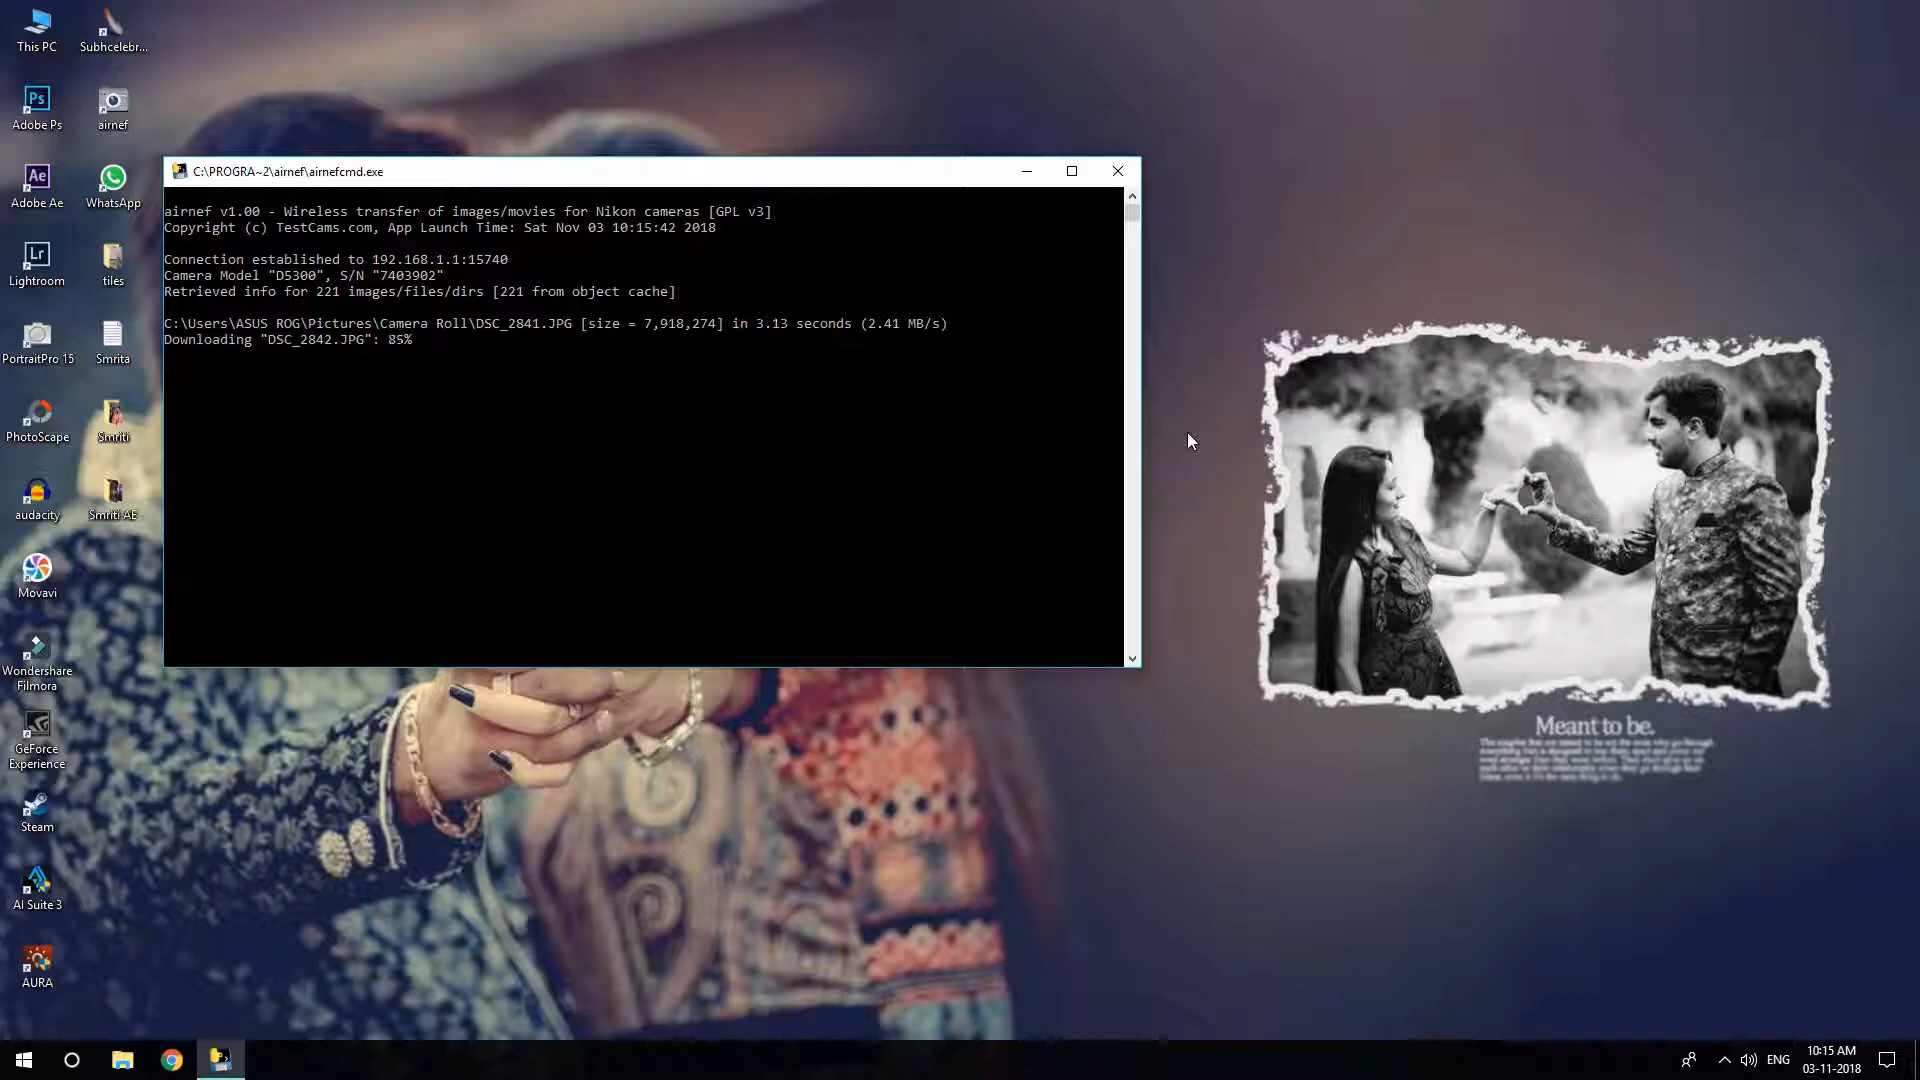 This PC
Subhcelebr...
Adobe Ps
airnef
Adobe Ae
WhatsApp
Lightroom
tiles
PortraitPro 15
Smrita
PhotoScape
Smriti
audacity
Smriti AE
Movavi
Wondershare
Filmora
GeForce
Experience
Steam
AI Suite 3
AURA
C:\PROGRA~2\airnef\airnefcmd.exe
airnef v1.00 - Wireless transfer of images/movies for Nikon cameras [GPL v3]
Copyright (c) TestCams.com, App Launch Time: Sat Nov 03 10:15:42 2018
Connection established to 192.168.1.1:15740
Camera Model "D5300", S/N "7403902"
Retrieved info for 221 images/files/dirs [221 from object cache]
C:\Users\ASUS ROG\Pictures\Camera Roll\DSC_2841.JPG [size = 7,918,274] in 3.13 seconds (2.41 MB/s)
Downloading "DSC_2842.JPG": 85%
Meant to be.
ENG
10:15 AM
03-11-2018